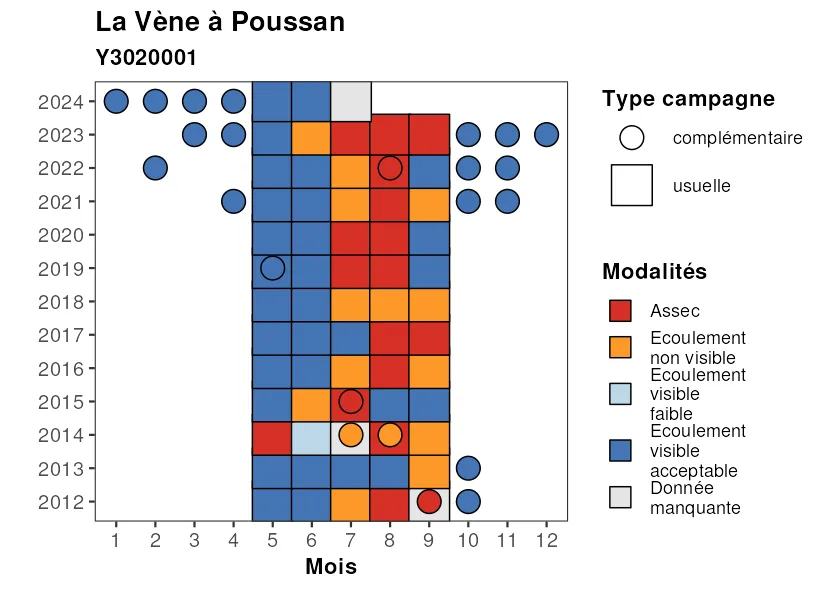 La Vène à Poussan
Y3020001
2024
2023
2022
2021
2020
2019
2018
2017
2016
2015
2014
2013
2012
1 2 3 4 5 6 7 8 9 10 11 12
Mois
Type campagne
complémentaire
usuelle
Modalités
Assec
Ecoulement
non visible
Ecoulement
visible
faible
Ecoulement
visible
acceptable
Donnée
manquante